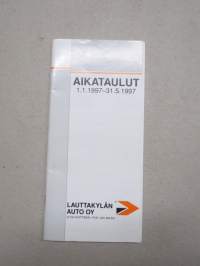 AIKATAULUT
1.1.1997–31.5.1997
LAUTTAKYLÄN
AUTO OY